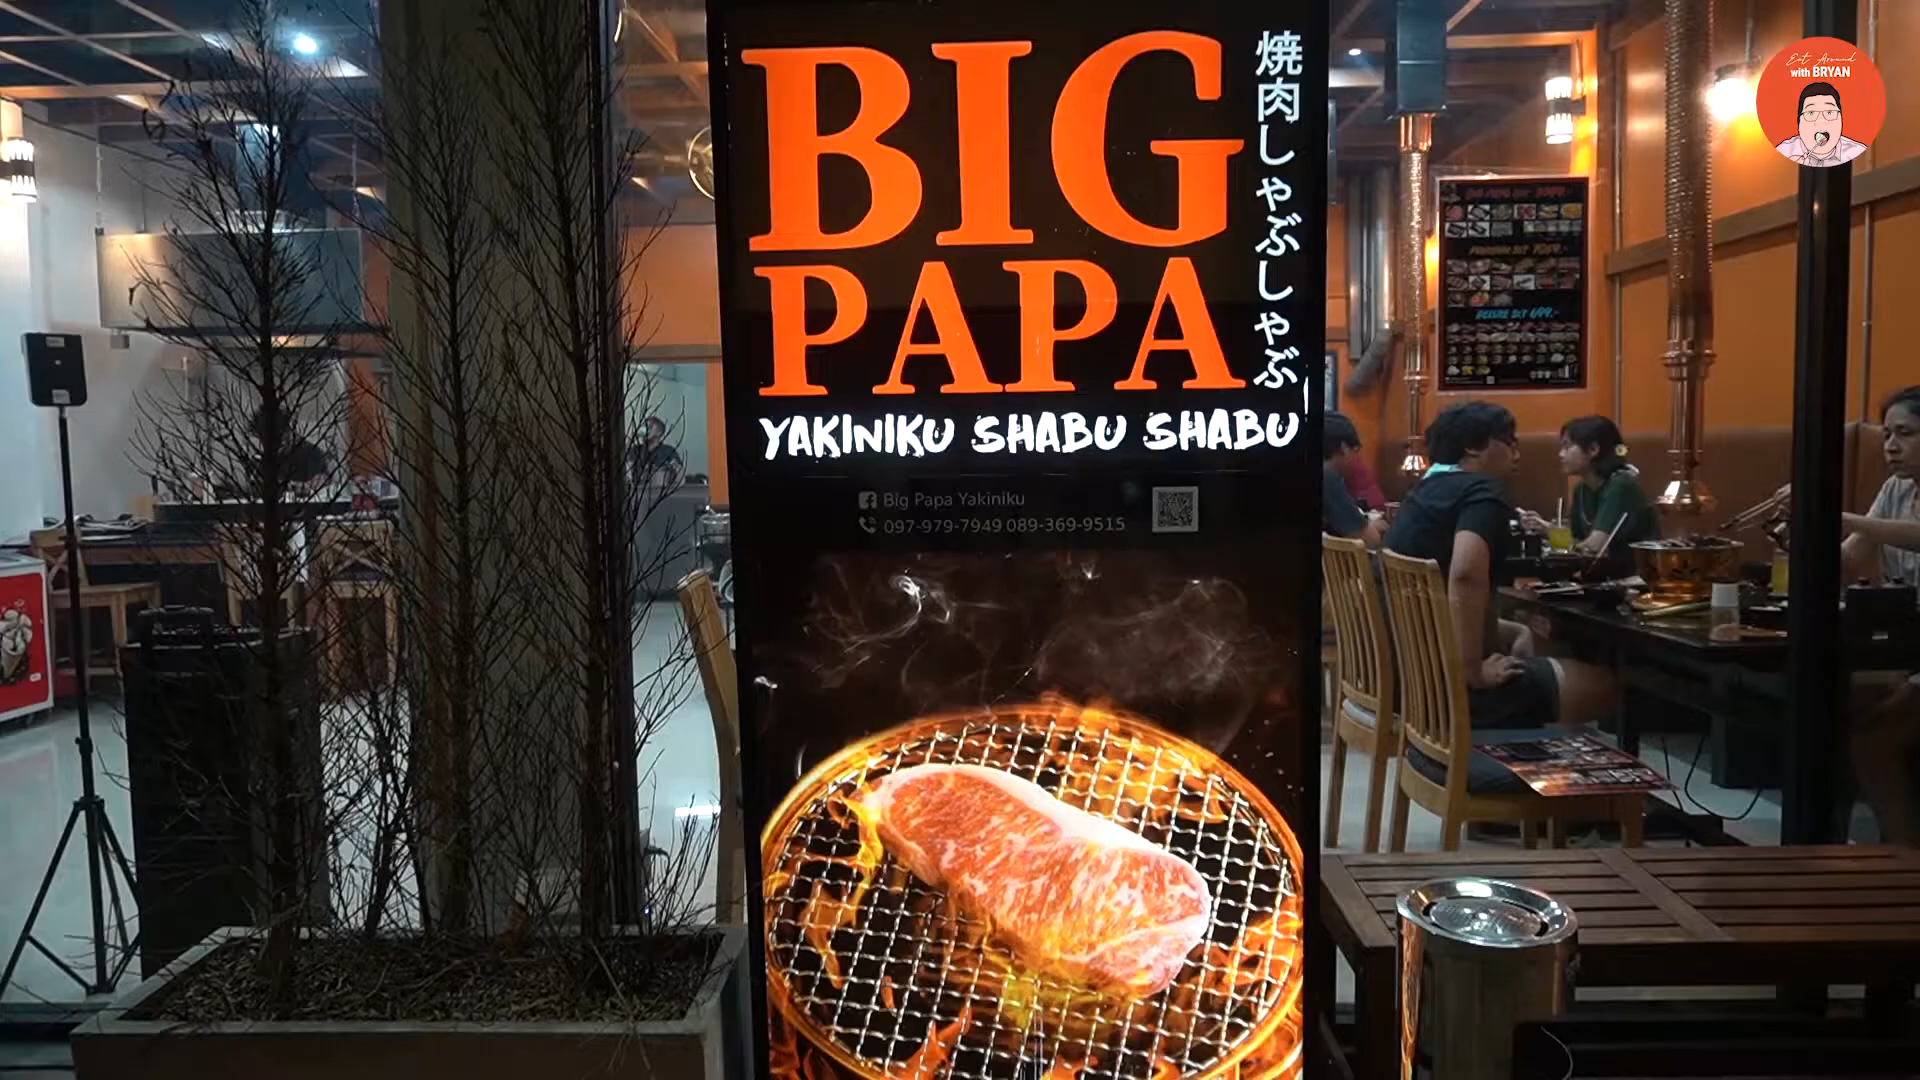 BIG
PAPA
焼肉しゃぶしゃぶ
YAKINIKU SHABU SHABU
Big Papa Yakiniku
097-979-7949 089-369-9515
Eat Around
with BRYAN